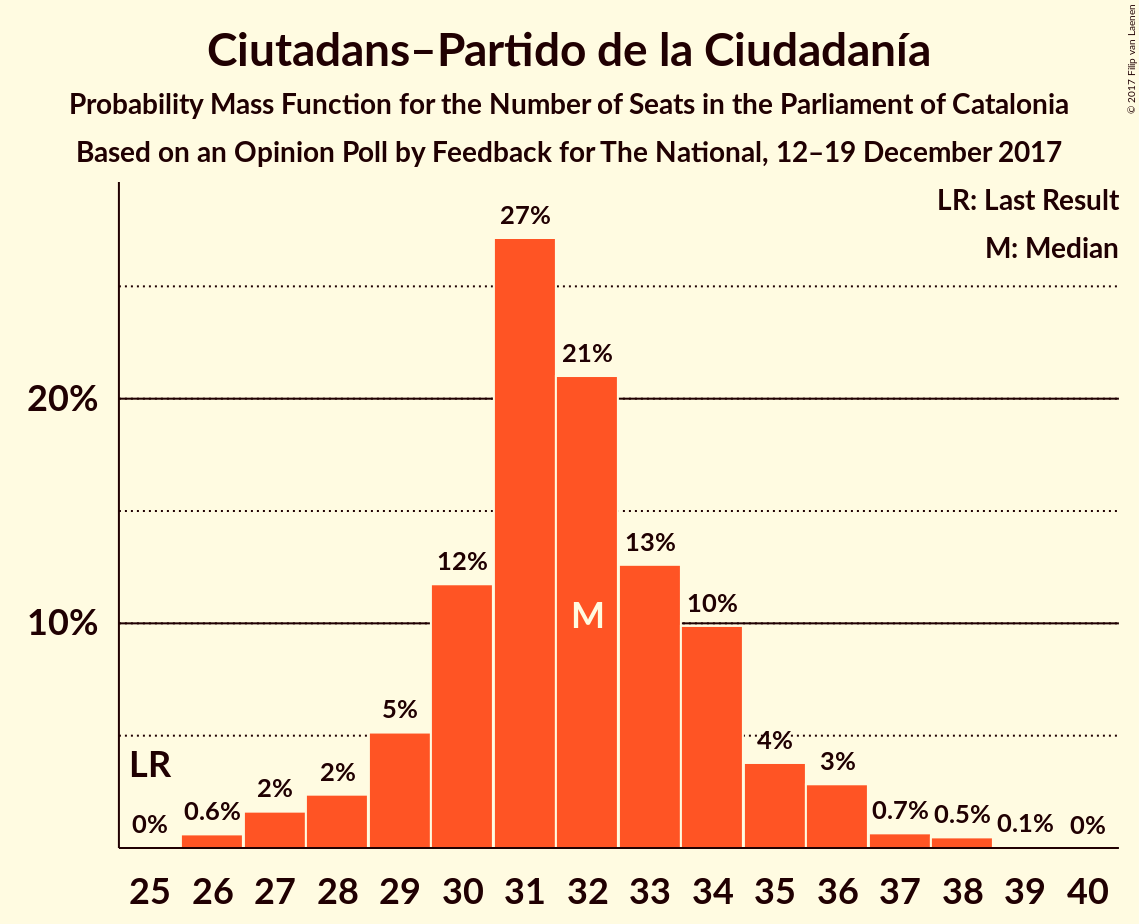 Ciutadans–Partido de la Ciudadanía
Probability Mass Function for the Number of Seats in the Parliament of Catalonia
Based on an Opinion Poll by Feedback for The National, 12–19 December 2017
© 2017 Filip van Laenen
LR: Last Result
M: Median
27%
21%
20%
13%
12%
10%
10%
M
5%
4%
3%
LR
2%
2%
0.6%
0.7%
0.5%
0.1%
0%
0%
25 26 27 28 29 30 31 32 33 34 35 36 37 38 39 40